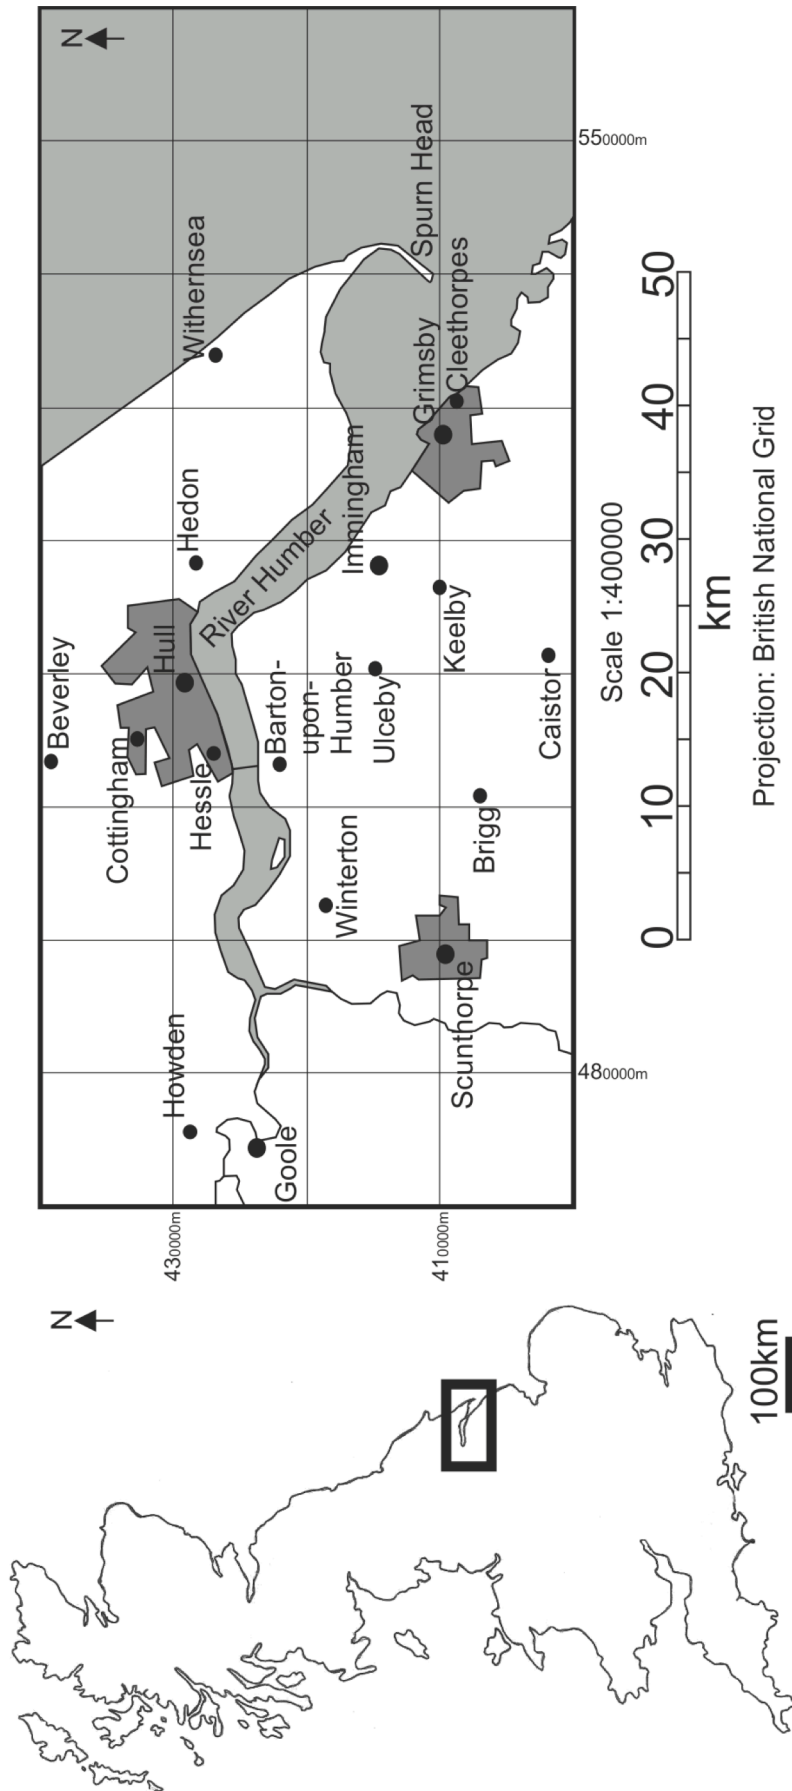 N
100km
N
430000m
410000m
480000m
550000m
Beverley
Cottingham
Hull
Hedon
Howden
Hessle
Withernsea
River Humber
Goole
Barton-
upon-
Humber
Winterton
Immingham
Ulceby
Spurn Head
Grimsby
Cleethorpes
Scunthorpe
Keelby
Brigg
Caistor
Scale 1:400000
0 10 20 30 40 50
km
Projection: British National Grid